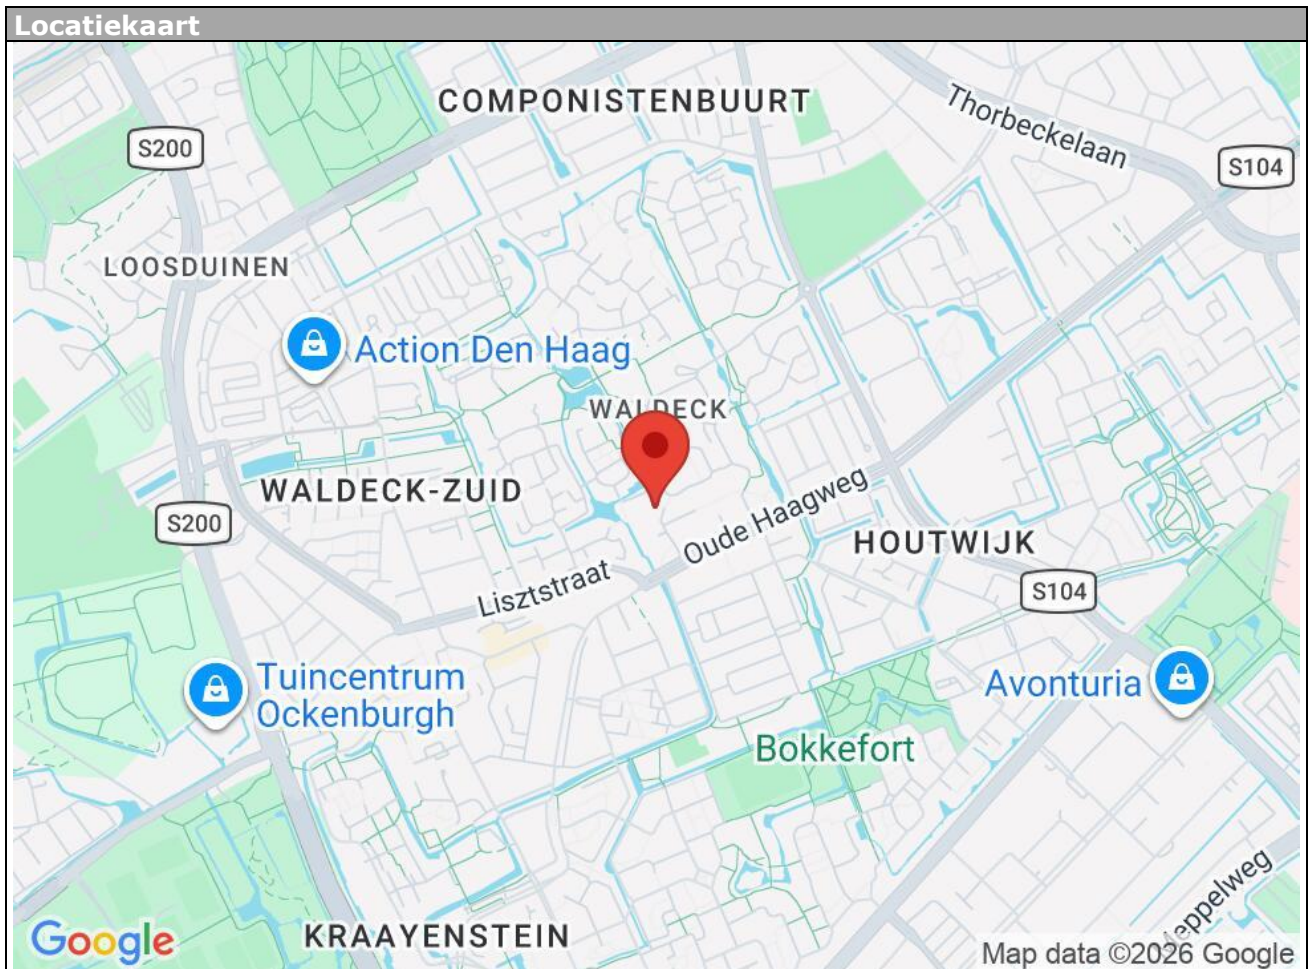 Locatiekaart
COMPONISTENBUURT
Thorbeckelaan
S200
S104
LOOSDUINEN
Action Den Haag
WALDECK
WALDECK-ZUID
Oude Haagweg
S200
HOUTWIJK
Lisztstraat
S104
Tuincentrum
Ockenburgh
Avonturia
Bokkefort
eppelweg
KRAAYENSTEIN
Google
Map data ©2026 Google